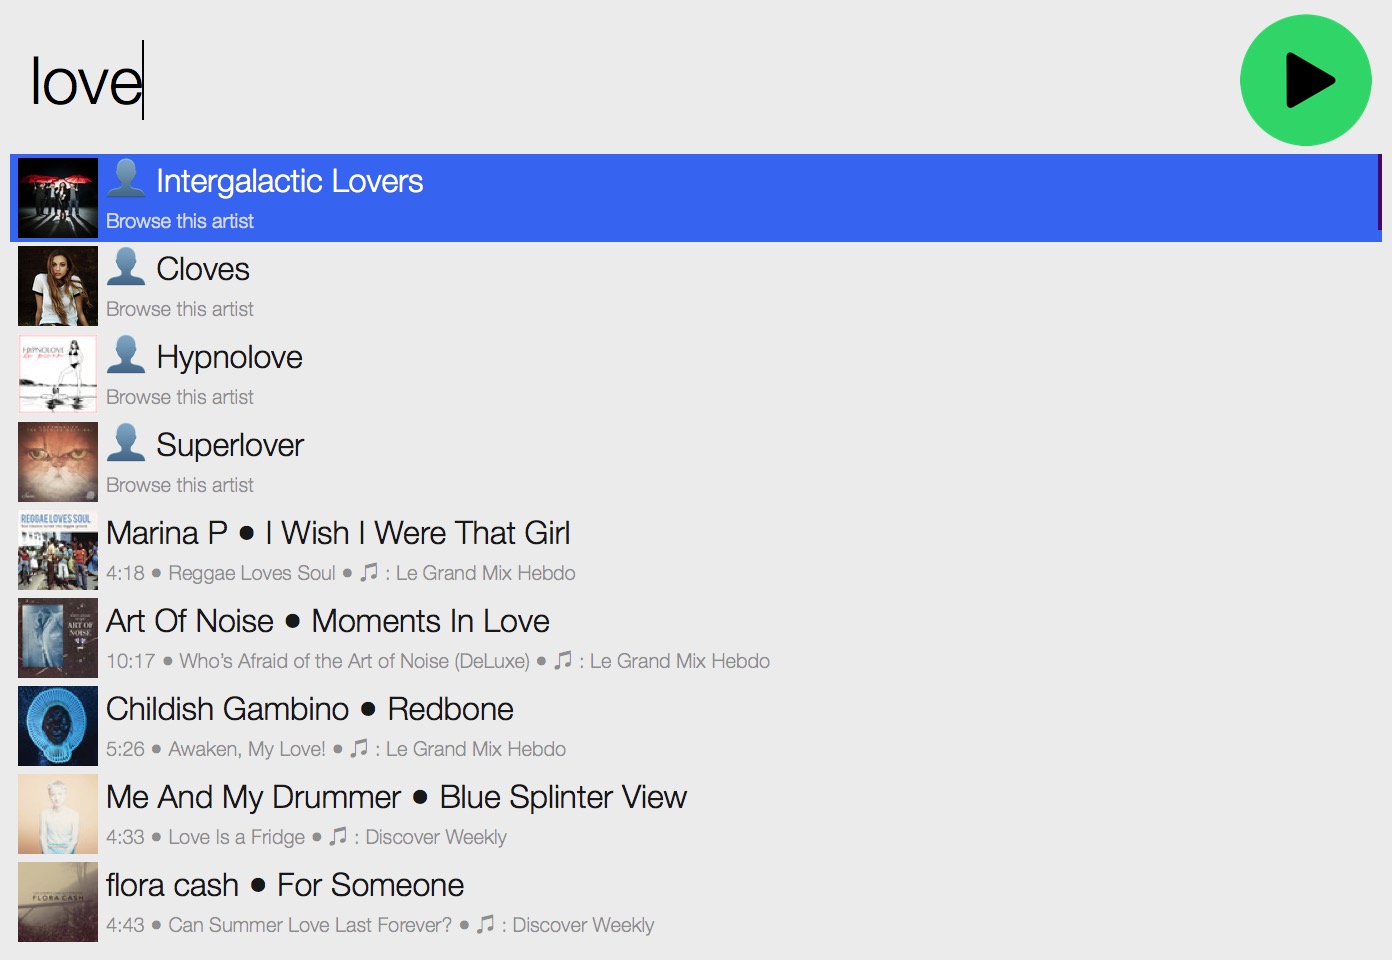 love
Intergalactic Lovers
Browse this artist
Cloves
Browse this artist
HYPNOLOVE
Hypnolove
Browse this artist
Superlover
Browse this artist
REGGAE LOVES SOUL
Marina P ● I Wish I Were That Girl
4:18 ● Reggae Loves Soul ● 🎵 : Le Grand Mix Hebdo
ART OF
NOISE
Art Of Noise ● Moments In Love
10:17 ● Who’s Afraid of the Art of Noise (DeLuxe) ● 🎵 : Le Grand Mix Hebdo
Childish Gambino ● Redbone
5:26 ● Awaken, My Love! ● 🎵 : Le Grand Mix Hebdo
Me And My Drummer ● Blue Splinter View
4:33 ● Love Is a Fridge ● 🎵 : Discover Weekly
FLORA CASH
flora cash ● For Someone
4:43 ● Can Summer Love Last Forever? ● 🎵 : Discover Weekly